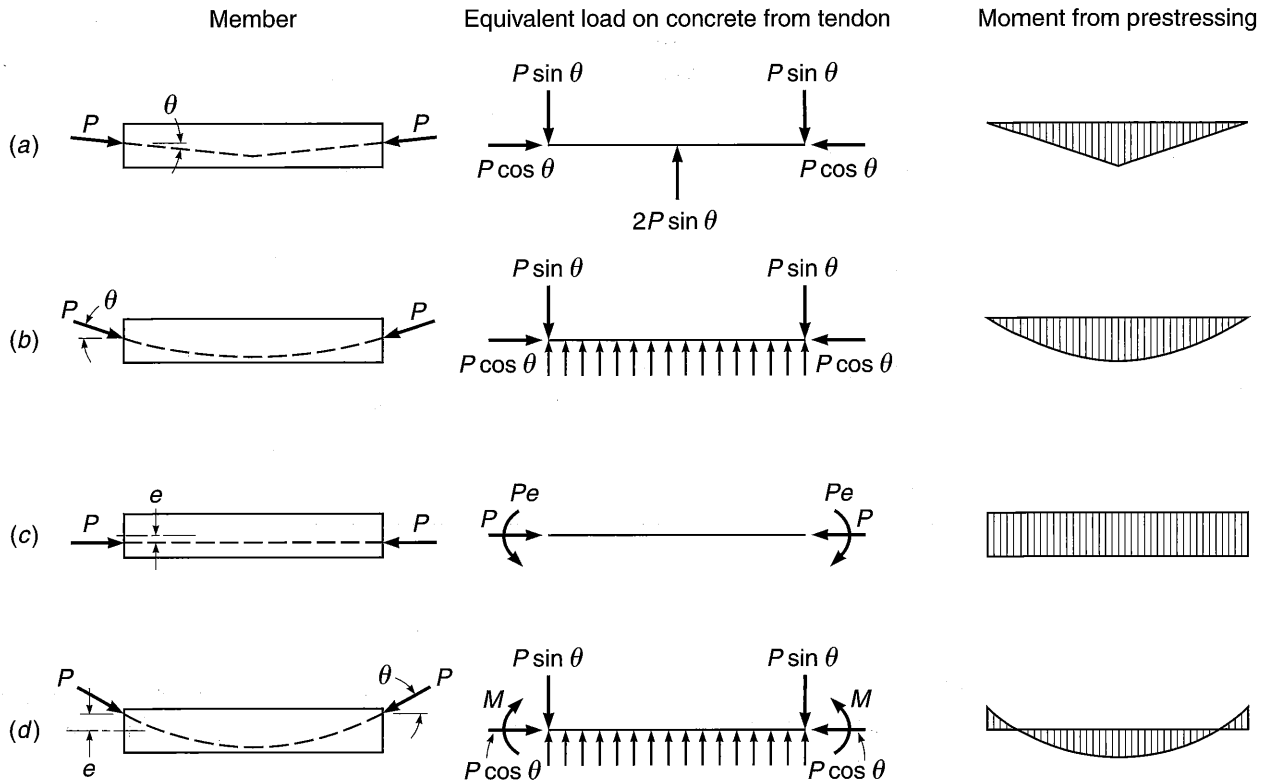 Member
Equivalent load on concrete from tendon
Moment from prestressing
(a)
P
θ
P
P sin θ
P sin θ
P cos θ
P cos θ
2P sin θ
(b)
P
θ
P
P sin θ
P sin θ
P cos θ
P cos θ
(c)
P
e
P
Pe
P
Pe
P
(d)
P
e
θ
P
P sin θ
P sin θ
M
M
P cos θ
P cos θ